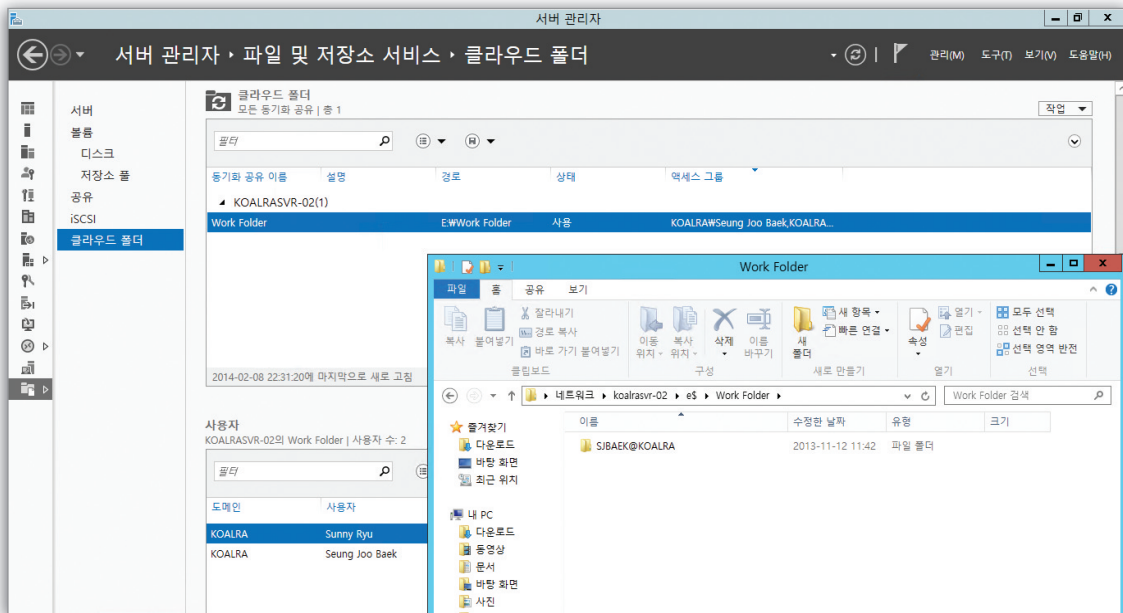 서버 관리자
서버 관리자 ▸ 파일 및 저장소 서비스 ▸ 클라우드 폴더
관리(M) 도구(T) 보기(V) 도움말(H)
서버
볼륨
디스크
저장소 풀
공유
iSCSI
클라우드 폴더
클라우드 폴더
모든 동기화 공유 | 총 1
작업
필터
동기화 공유 이름 설명 경로 상태 액세스 그룹
KOALRASVR-02(1)
Work Folder E:₩Work Folder 사용 KOALRA₩Seung Joo Baek,KOALRA...
2014-02-08 22:31:20에 마지막으로 새로 고침
사용자
KOALRASVR-02의 Work Folder | 사용자 수: 2
필터
도메인 사용자
KOALRA Sunny Ryu
KOALRA Seung Joo Baek
Work Folder
파일 홈 공유 보기
복사 붙여넣기
잘라내기
경로 복사
바로 가기 붙여넣기
클립보드
이동 위치 복사 위치 삭제 이름 바꾸기
구성
새 폴더
새 항목
빠른 연결
새로 만들기
속성
열기
편집
열기
모두 선택
선택 안 함
선택 영역 반전
선택
네트워크 ▸ koalrasvr-02 ▸ e$ ▸ Work Folder ▸
Work Folder 검색
즐겨찾기
다운로드
바탕 화면
최근 위치
내 PC
다운로드
동영상
문서
바탕 화면
사진
이름 수정한 날짜 유형 크기
SJBAEK@KOALRA 2013-11-12 11:42 파일 폴더